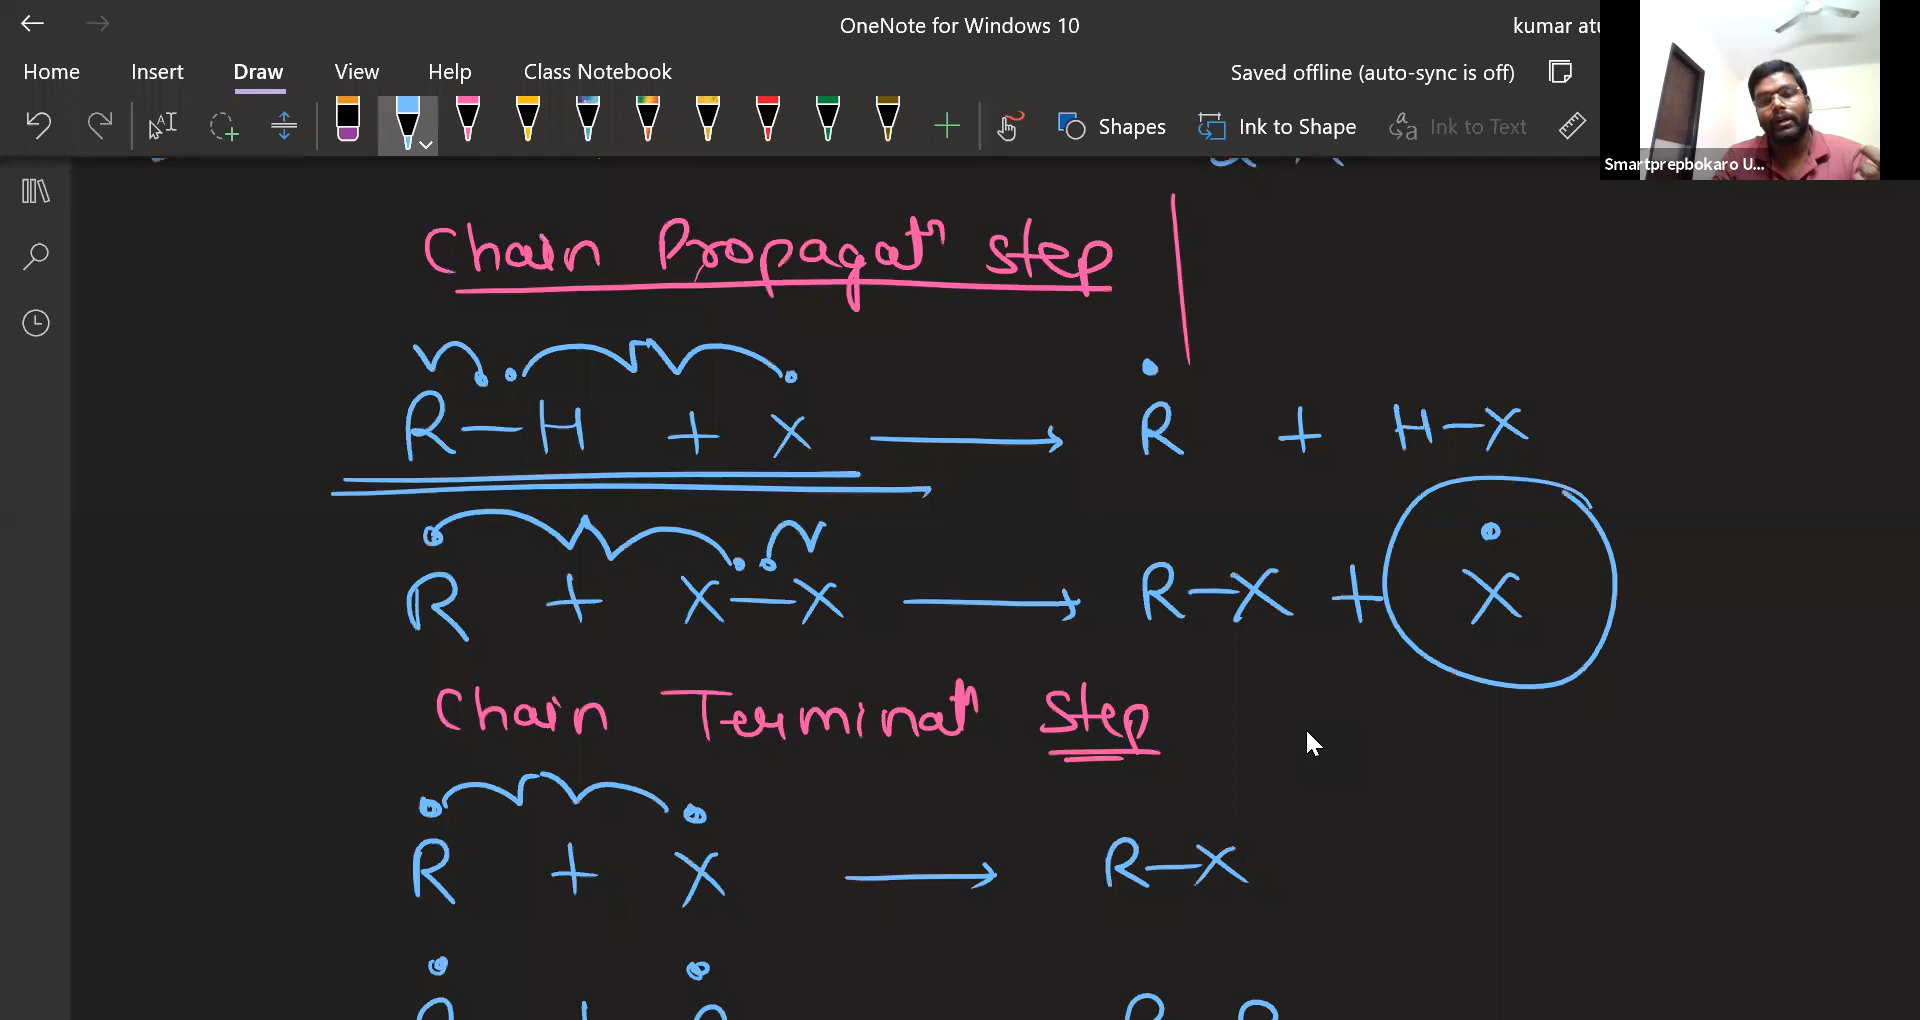 OneNote for Windows 10
kumar atu
Home Insert Draw View Help Class Notebook
Saved offline (auto-sync is off)
Shapes Ink to Shape Ink to Text
Smartprepbokaro U...
Chain Propagatⁿ step
R—H + X → R + H—X
R + X—X → R—X + X
Chain Terminatⁿ Step
R + X → R—X